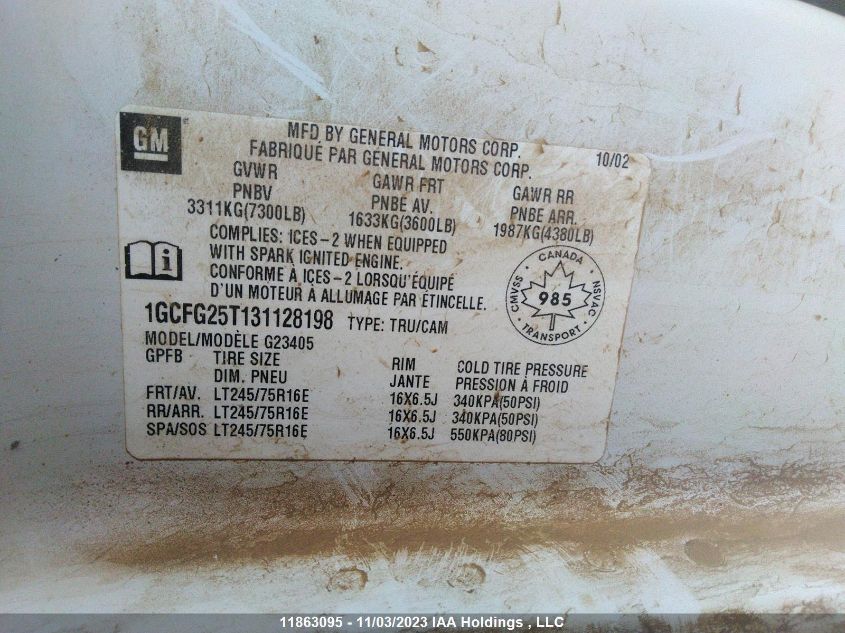 GM
MFD BY GENERAL MOTORS CORP. 10/02
FABRIQUÉ PAR GENERAL MOTORS CORP.
GVWR GAWR FRT GAWR RR
PNBV PNBE AV. PNBE ARR.
3311KG(7300LB) 1633KG(3600LB) 1987KG(4380LB)
COMPLIES: ICES-2 WHEN EQUIPPED
WITH SPARK IGNITED ENGINE.
CONFORME À ICES-2 LORSQU'ÉQUIPÉ
D'UN MOTEUR À ALLUMAGE PAR ÉTINCELLE.
CANADA
CMVSS 985 NSVAC
TRANSPORT
1GCFG25T131128198 TYPE: TRU/CAM
MODEL/MODÈLE G23405
GPFB TIRE SIZE RIM COLD TIRE PRESSURE
DIM. PNEU JANTE PRESSION À FROID
FRT/AV. LT245/75R16E 16X6.5J 340KPA(50PSI)
RR/ARR. LT245/75R16E 16X6.5J 340KPA(50PSI)
SPA/SOS LT245/75R16E 16X6.5J 550KPA(80PSI)
11863095 - 11/03/2023 IAA Holdings , LLC